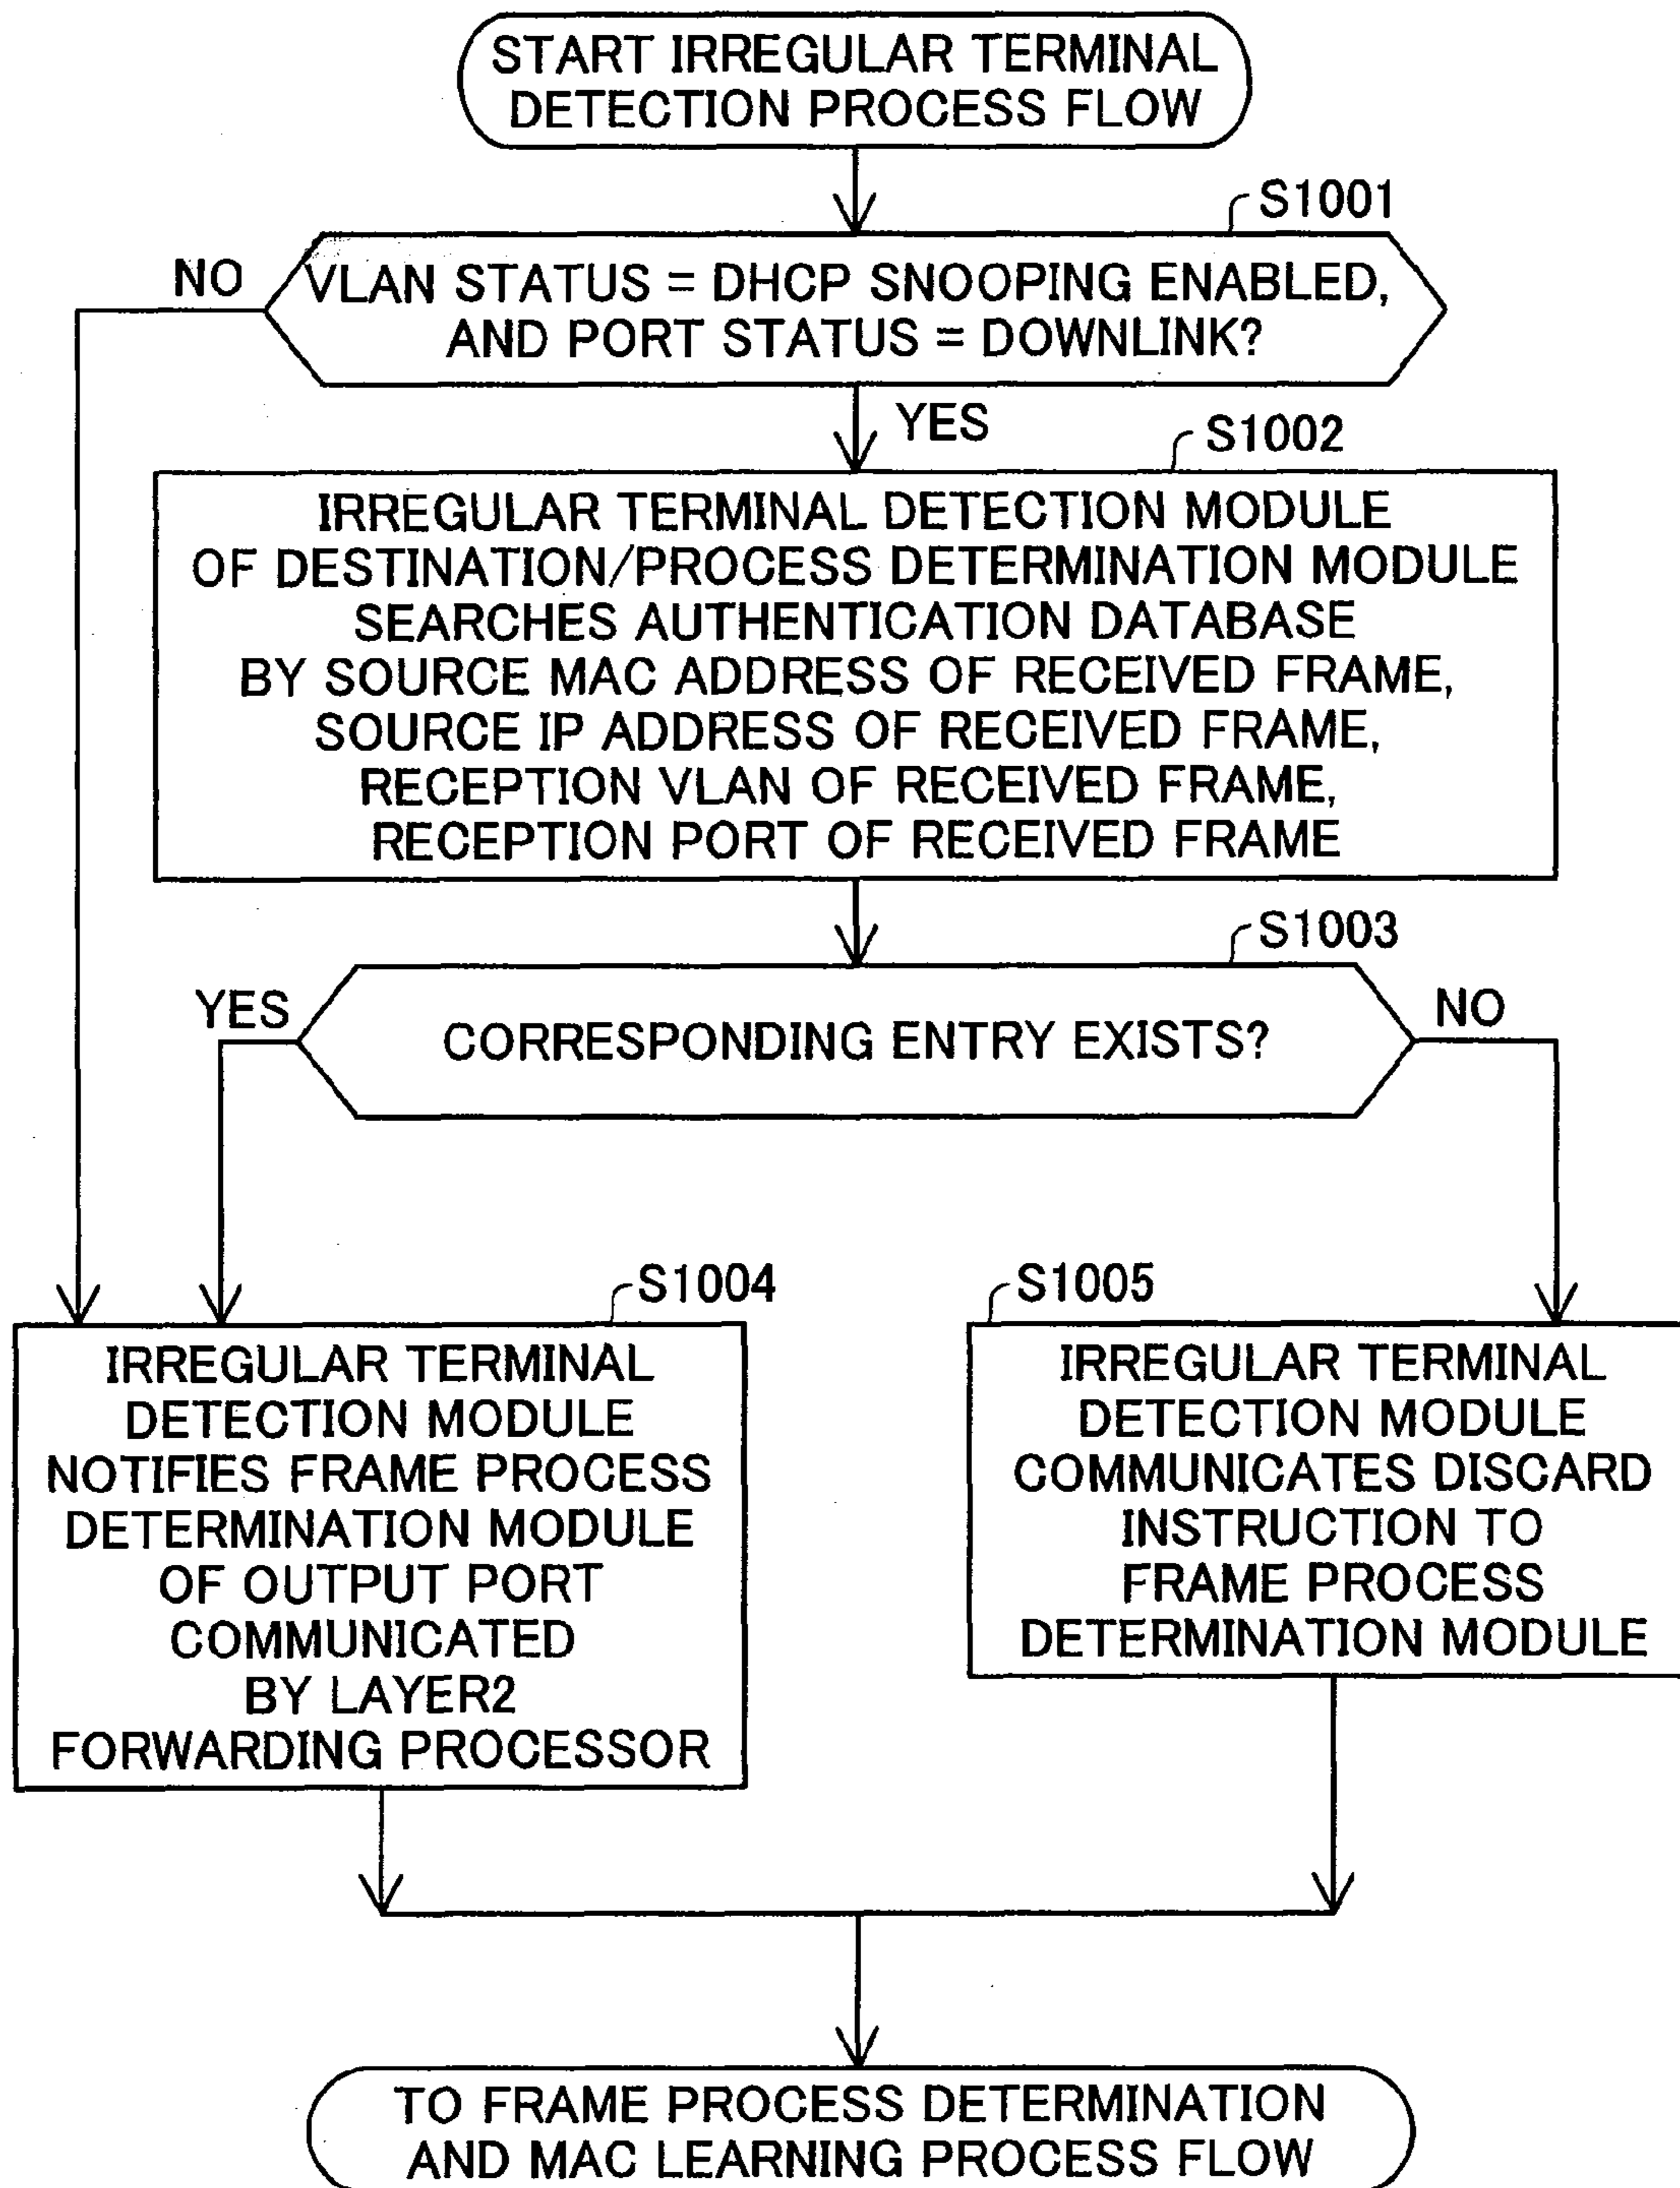 START IRREGULAR TERMINAL
DETECTION PROCESS FLOW
S1001
NO
VLAN STATUS = DHCP SNOOPING ENABLED,
AND PORT STATUS = DOWNLINK?
YES
S1002
IRREGULAR TERMINAL DETECTION MODULE
OF DESTINATION/PROCESS DETERMINATION MODULE
SEARCHES AUTHENTICATION DATABASE
BY SOURCE MAC ADDRESS OF RECEIVED FRAME,
SOURCE IP ADDRESS OF RECEIVED FRAME,
RECEPTION VLAN OF RECEIVED FRAME,
RECEPTION PORT OF RECEIVED FRAME
S1003
YES
CORRESPONDING ENTRY EXISTS?
NO
S1004
IRREGULAR TERMINAL
DETECTION MODULE
NOTIFIES FRAME PROCESS
DETERMINATION MODULE
OF OUTPUT PORT
COMMUNICATED
BY LAYER2
FORWARDING PROCESSOR
S1005
IRREGULAR TERMINAL
DETECTION MODULE
COMMUNICATES DISCARD
INSTRUCTION TO
FRAME PROCESS
DETERMINATION MODULE
TO FRAME PROCESS DETERMINATION
AND MAC LEARNING PROCESS FLOW